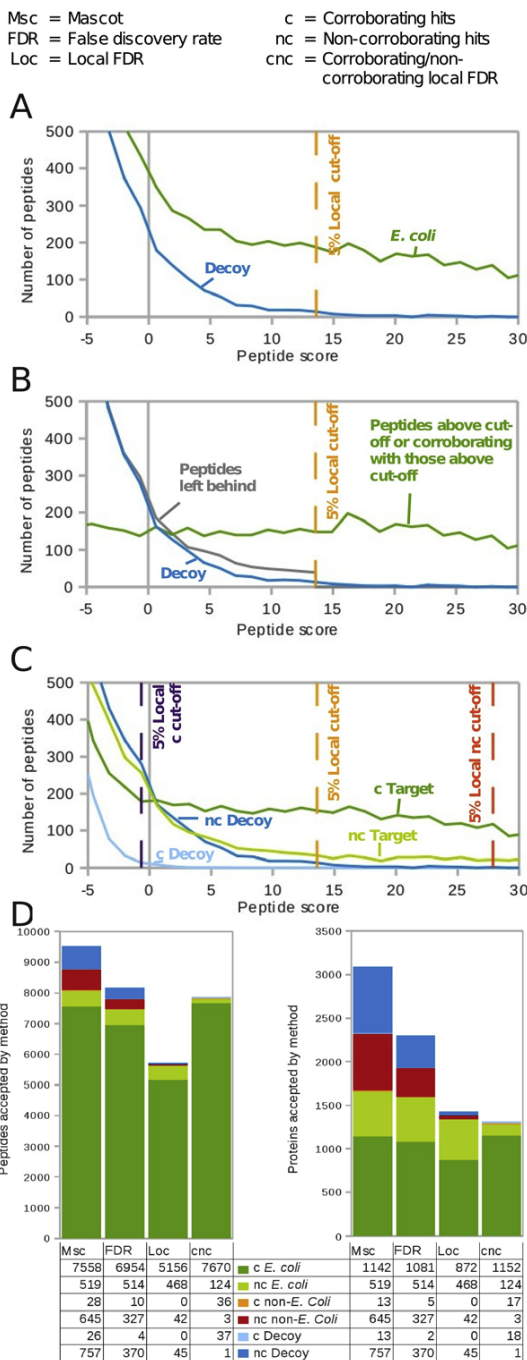 Msc = Mascot
FDR = False discovery rate
Loc = Local FDR
c = Corroborating hits
nc = Non-corroborating hits
cnc = Corroborating/non-
corroborating local FDR
A
500
400
300
200
100
0
Number of peptides
-5 0 5 10 15 20 25 30
Peptide score
Decoy
5% Local cut-off
E. coli
B
500
400
300
200
100
0
Number of peptides
-5 0 5 10 15 20 25 30
Peptide score
Peptides
left behind
Decoy
5% Local cut-off
Peptides above cut-
off or corroborating
with those above
cut-off
C
500
400
300
200
100
0
Number of peptides
-5 0 5 10 15 20 25 30
Peptide score
5% Local
c cut-off
5% Local cut-off
5% Local nc cut-off
c Target
nc Decoy
nc Target
c Decoy
D
10000
9000
8000
7000
6000
5000
4000
3000
2000
1000
0
Peptides accepted by method
3500
3000
2500
2000
1500
1000
500
0
Proteins accepted by method
Msc FDR Loc cnc Msc FDR Loc cnc
7558 6954 5156 7670 c E. coli 1142 1081 872 1152
519 514 468 124 nc E. coli 519 514 468 124
28 10 0 36 c non-E. Coli 13 5 0 17
645 327 42 3 nc non-E. Coli 645 327 42 3
26 4 0 37 c Decoy 13 2 0 18
757 370 45 1 nc Decoy 757 370 45 1